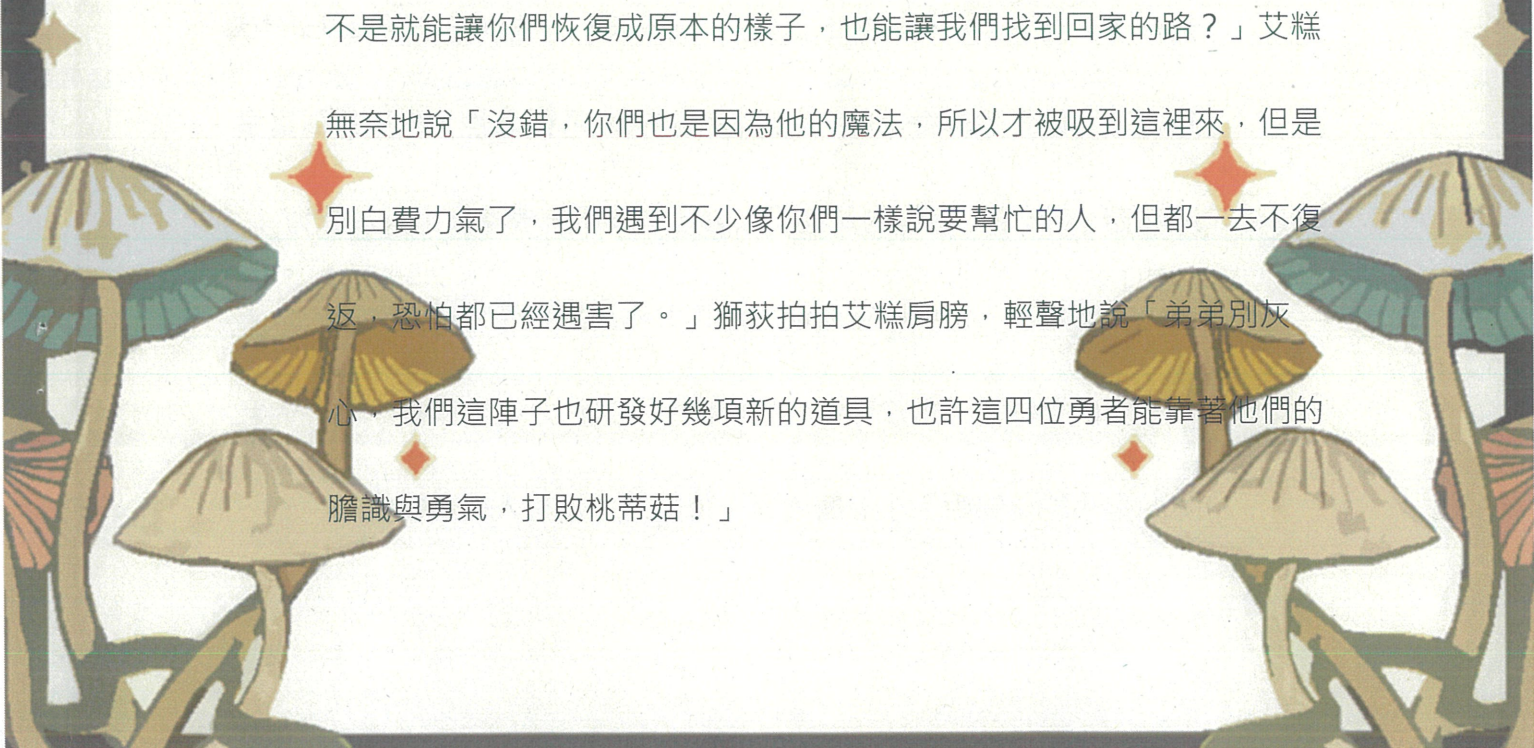 不是就能讓你們恢復成原本的樣子，也能讓我們找到回家的路？」艾糕
無奈地說「沒錯，你們也是因為他的魔法，所以才被吸到這裡來，但是
別白費力氣了，我們遇到不少像你們一樣說要幫忙的人，但都一去不復
返，恐怕都已經遇害了。」獅荻拍拍艾糕肩膀，輕聲地說「弟弟別灰
心，我們這陣子也研發好幾項新的道具，也許這四位勇者能靠著他們的
膽識與勇氣，打敗桃蒂菇！」